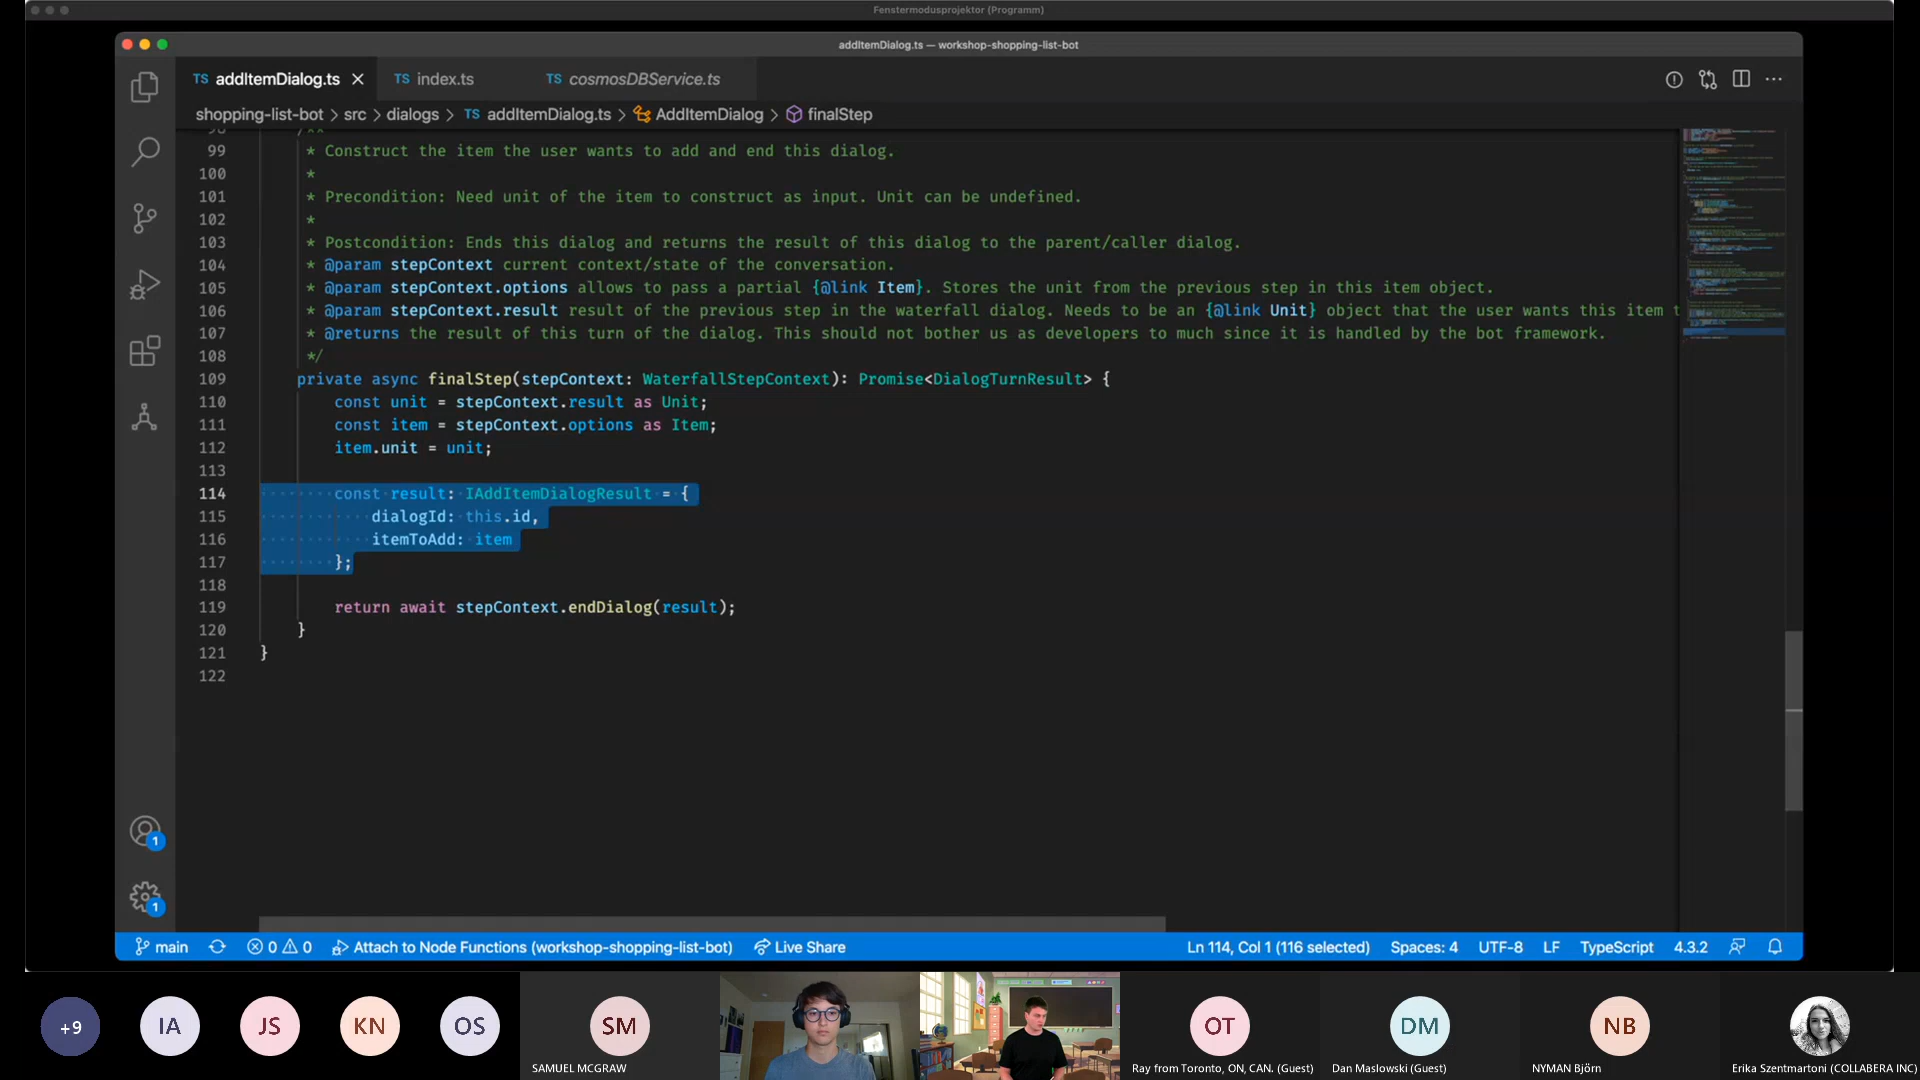 Fenstermodusprojektor (Programm)
addItemDialog.ts — workshop-shopping-list-bot
TS addItemDialog.ts
TS index.ts
TS cosmosDBService.ts
shopping-list-bot > src > dialogs > TS addItemDialog.ts > AddItemDialog > finalStep
98 /**
99 * Construct the item the user wants to add and end this dialog.
100 *
101 * Precondition: Need unit of the item to construct as input. Unit can be undefined.
102 *
103 * Postcondition: Ends this dialog and returns the result of this dialog to the parent/caller dialog.
104 * @param stepContext current context/state of the conversation.
105 * @param stepContext.options allows to pass a partial {@link Item}. Stores the unit from the previous step in this item object.
106 * @param stepContext.result result of the previous step in the waterfall dialog. Needs to be an {@link Unit} object that the user wants this item t
107 * @returns the result of this turn of the dialog. This should not bother us as developers to much since it is handled by the bot framework.
108 */
109 private async finalStep(stepContext: WaterfallStepContext): Promise<DialogTurnResult> {
110 const unit = stepContext.result as Unit;
111 const item = stepContext.options as Item;
112 item.unit = unit;
113
114 const result: IAddItemDialogResult = {
115 dialogId: this.id,
116 itemToAdd: item
117 };
118
119 return await stepContext.endDialog(result);
120 }
121 }
122
1
1
main
0 0
Attach to Node Functions (workshop-shopping-list-bot)
Live Share
Ln 114, Col 1 (116 selected)
Spaces: 4
UTF-8
LF
TypeScript
4.3.2
+9
IA
JS
KN
OS
SM
OT
DM
NB
SAMUEL MCGRAW
Ray from Toronto, ON, CAN. (Guest)
Dan Maslowski (Guest)
NYMAN Björn
Erika Szentmartoni (COLLABERA INC)